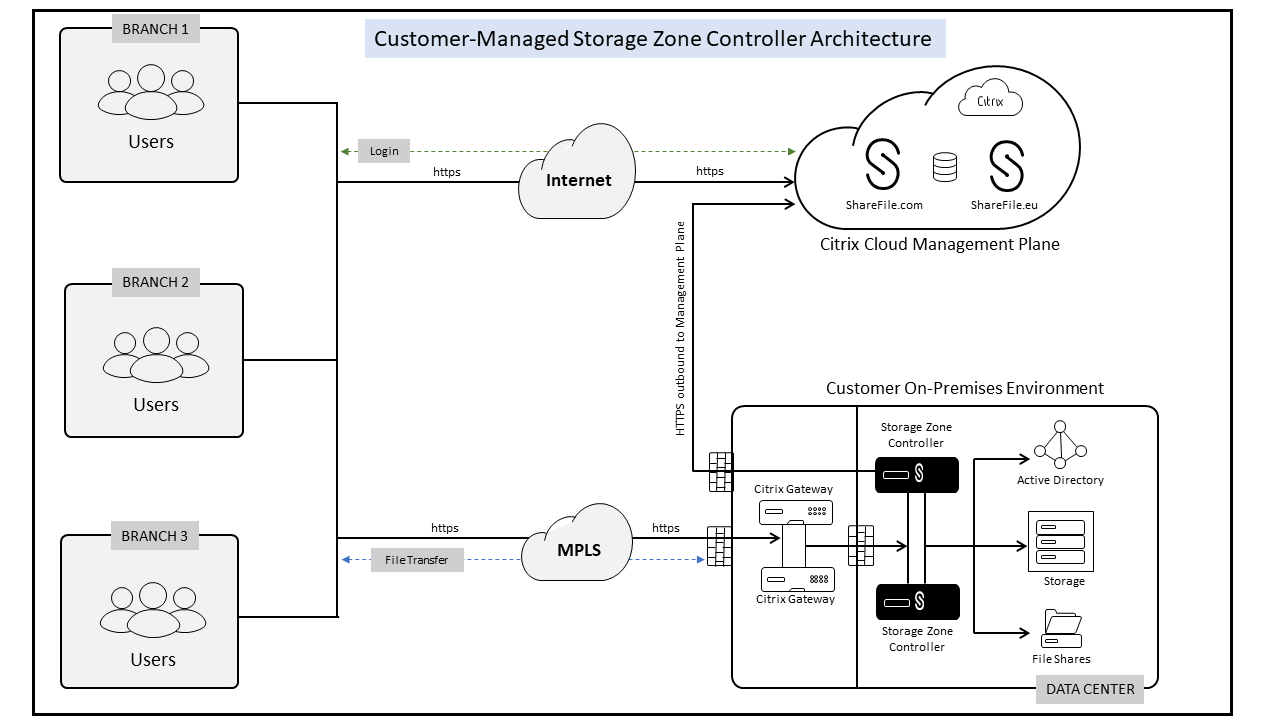 Customer-Managed Storage Zone Controller Architecture
BRANCH 1
Users
Login
https
Internet
https
Citrix
ShareFile.com
ShareFile.eu
Citrix Cloud Management Plane
BRANCH 2
Users
HTTPS outbound to Management Plane
Customer On-Premises Environment
Storage Zone
Controller
Active Directory
Citrix Gateway
BRANCH 3
Users
https
MPLS
https
File Transfer
Citrix Gateway
Storage
Storage Zone
Controller
File Shares
DATA CENTER